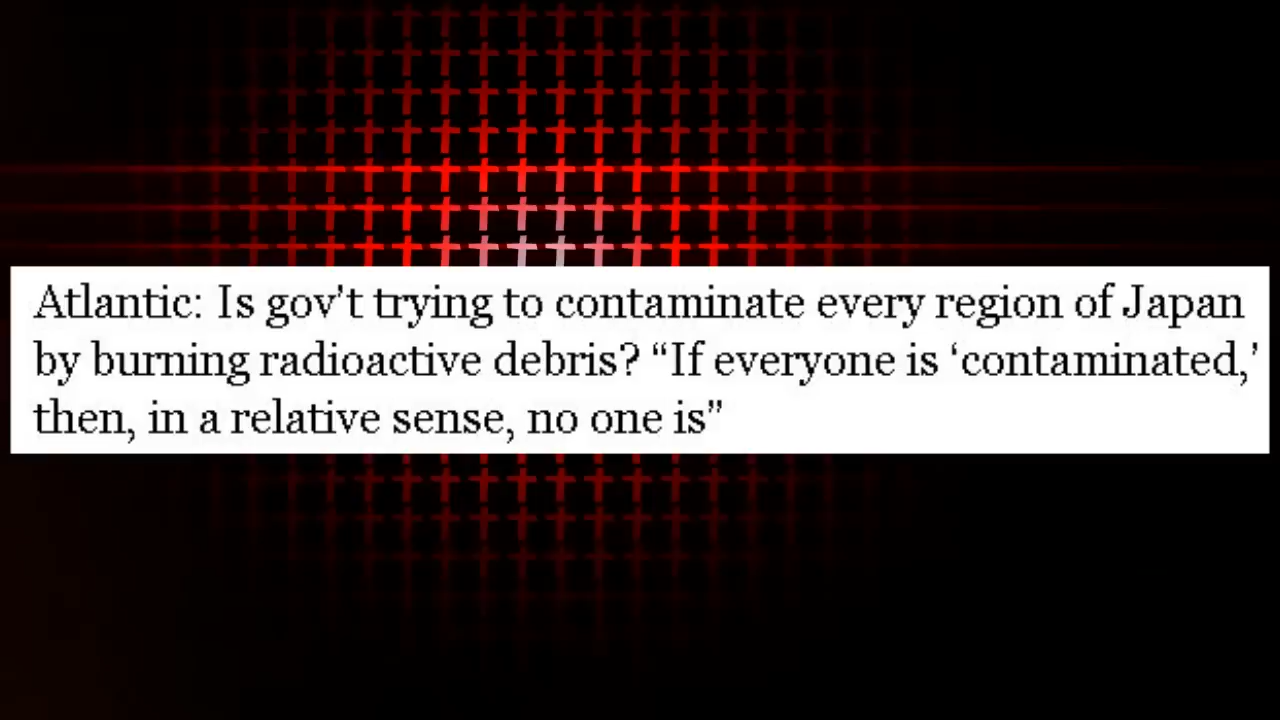 Atlantic: Is gov’t trying to contaminate every region of Japan
by burning radioactive debris? “If everyone is ‘contaminated,’
then, in a relative sense, no one is”